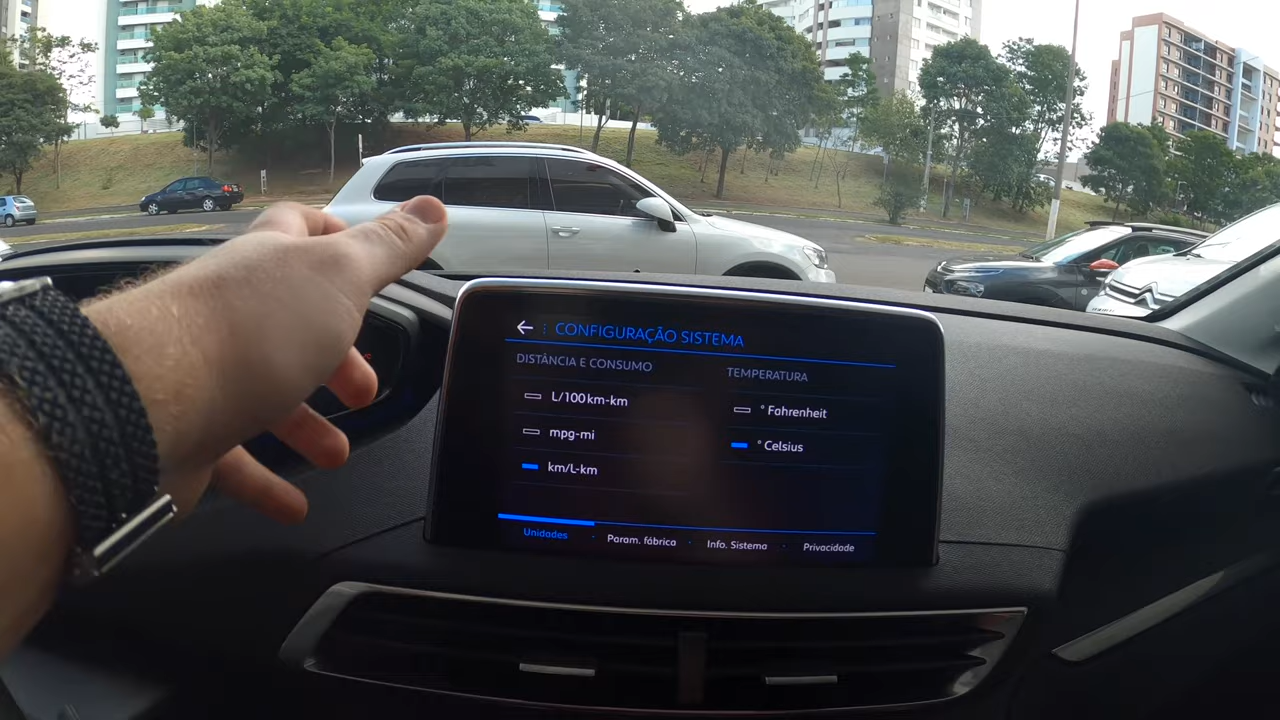 CONFIGURAÇÃO SISTEMA
DISTÂNCIA E CONSUMO
L/100km-km
mpg-mi
km/L-km
TEMPERATURA
° Fahrenheit
° Celsius
Unidades
Param. fábrica
Info. Sistema
Privacidade